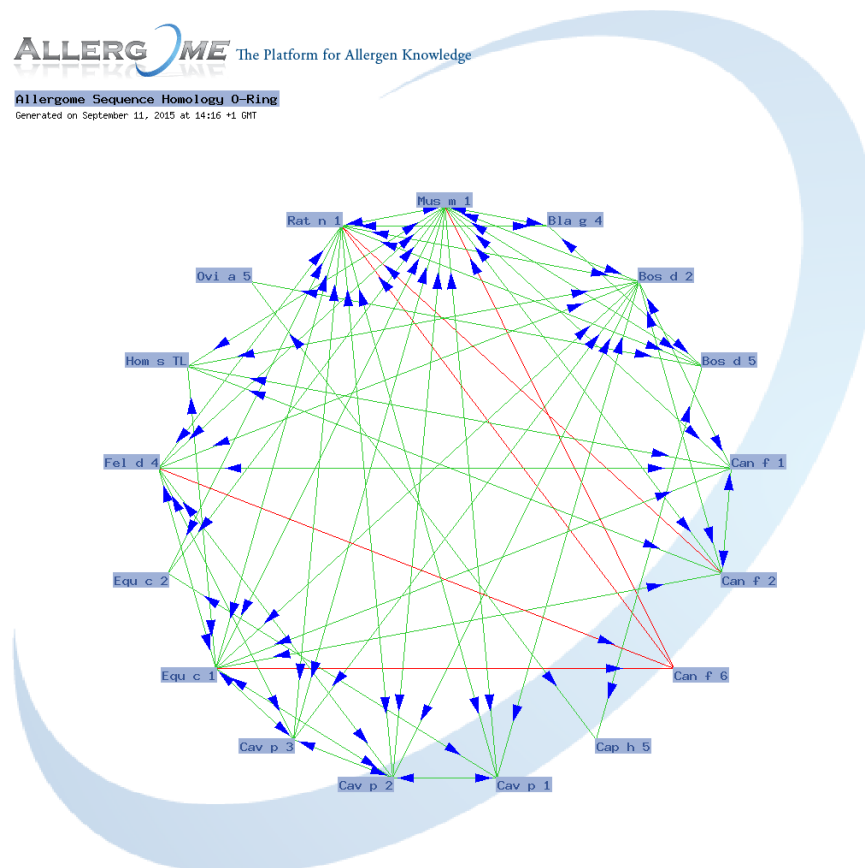 ALLERGOME The Platform for Allergen Knowledge
Allergome Sequence Homology O-Ring
Generated on September 11, 2015 at 14:16 +1 GMT
Mus m 1
Rat n 1
Bla g 4
Ovi a 5
Bos d 2
Hom s TL
Bos d 5
Fel d 4
Can f 1
Equ c 2
Can f 2
Equ c 1
Can f 6
Cav p 3
Cap h 5
Cav p 2
Cav p 1